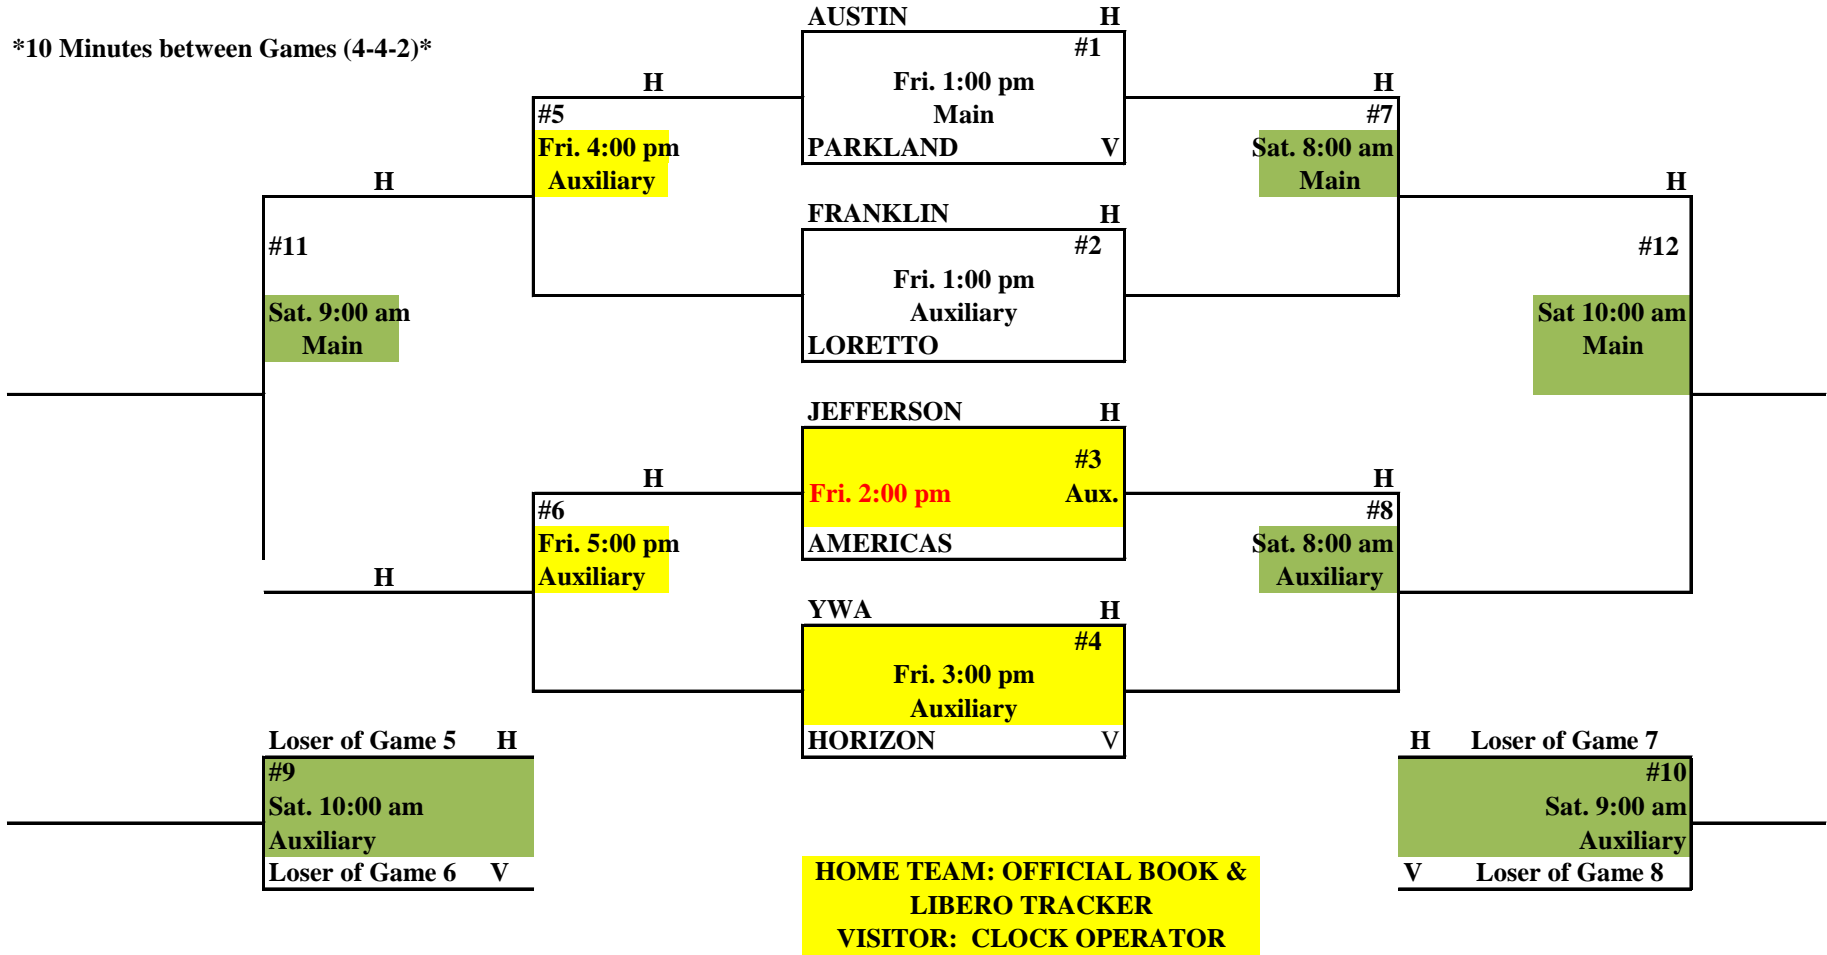 AUSTIN H
*10 Minutes between Games (4-4-2)*
#1
H Fri. 1:00 pm H
#5 Main #7
Fri. 4:00 pm PARKLAND V Sat. 8:00 am
H Auxiliary Main H
FRANKLIN H
#11 #2 #12
Fri. 1:00 pm
Sat. 9:00 am Auxiliary Sat 10:00 am
Main LORETTO Main
JEFFERSON H
#3
H Fri. 2:00 pm Aux. H
#6 #8
Fri. 5:00 pm AMERICAS Sat. 8:00 am
H Auxiliary Auxiliary
YWA H
#4
Fri. 3:00 pm
Auxiliary
Loser of Game 5 H HORIZON V H Loser of Game 7
#9 #10
Sat. 10:00 am Sat. 9:00 am
Auxiliary Auxiliary
Loser of Game 6 V V Loser of Game 8
HOME TEAM: OFFICIAL BOOK &
LIBERO TRACKER
VISITOR: CLOCK OPERATOR